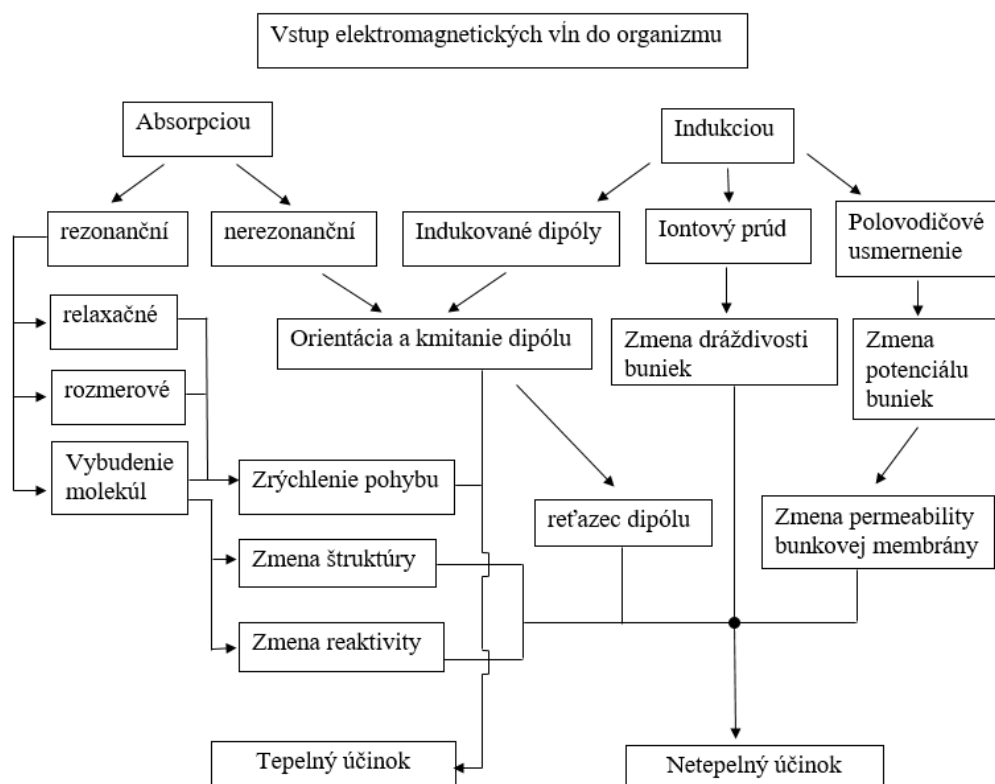 Vstup elektromagnetických vĺn do organizmu
Absorpciou
Indukciou
rezonanční
nerezonanční
Indukované dipóly
Iontový prúd
Polovodičové
usmernenie
relaxačné
Orientácia a kmitanie dipólu
Zmena dráždivosti
buniek
Zmena
potenciálu
buniek
rozmerové
Vybudenie
molekúl
Zrýchlenie pohybu
reťazec dipólu
Zmena permeability
bunkovej membrány
Zmena štruktúry
Zmena reaktivity
Tepelný účinok
Netepelný účinok